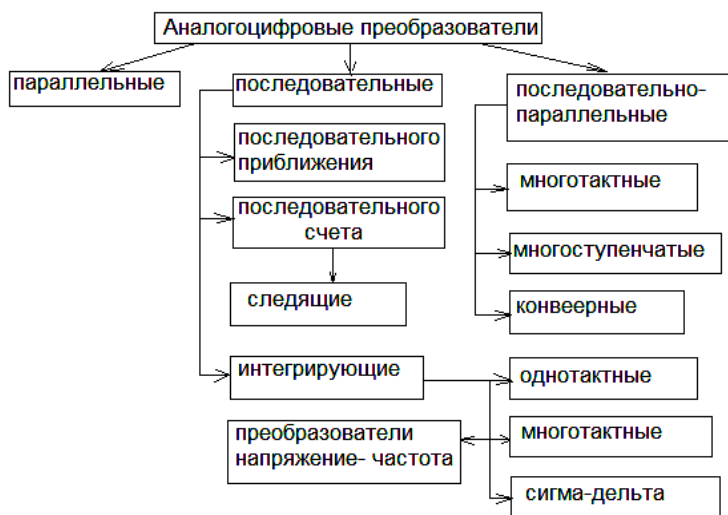 Аналогоцифровые преобразователи
параллельные
последовательные
последовательно-
параллельные
последовательного
приближения
многотактные
последовательного
счета
многоступенчатые
следящие
конвеерные
интегрирующие
однотактные
преобразователи
напряжение- частота
многотактные
сигма-дельта